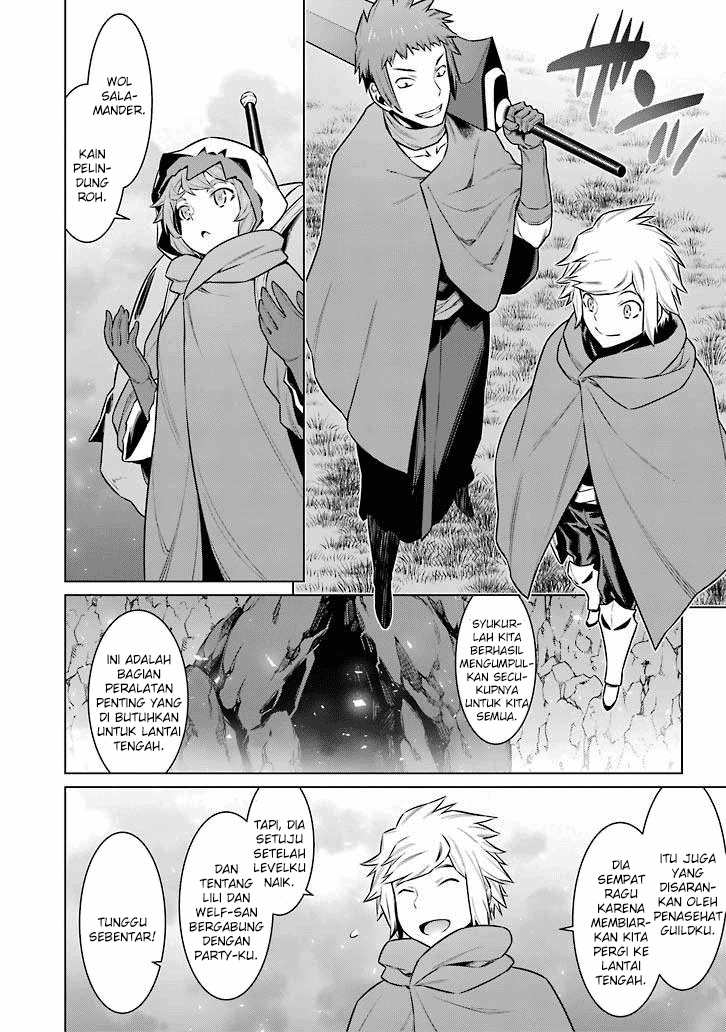 ザッ
WOL
SALA-
MANDER.
KAIN
PELIN-
DUNG
ROH.
SYUKUR-
LAH KITA
BERHASIL
MENGUMPUL-
KAN SECU-
KUPNYA
UNTUK KITA
SEMUA.
INI ADALAH
BAGIAN
PERALATAN
PENTING YANG
DI BUTUHKAN
UNTUK LANTAI
TENGAH.
ITU JUGA
YANG
DISARAN-
KAN OLEH
PENASEHAT
GUILDKU.
DIA
SEMPAT
RAGU KARENA
MEMBIAR-
KAN KITA
PERGI KE
LANTAI
TENGAH.
TAPI, DIA
SETUJU
SETELAH
LEVELKU
NAIK.
DAN
TENTANG
LILI DAN
WELF-SAN
BERGABUNG
DENGAN
PARTY-KU.
TUNGGU
SEBENTAR!